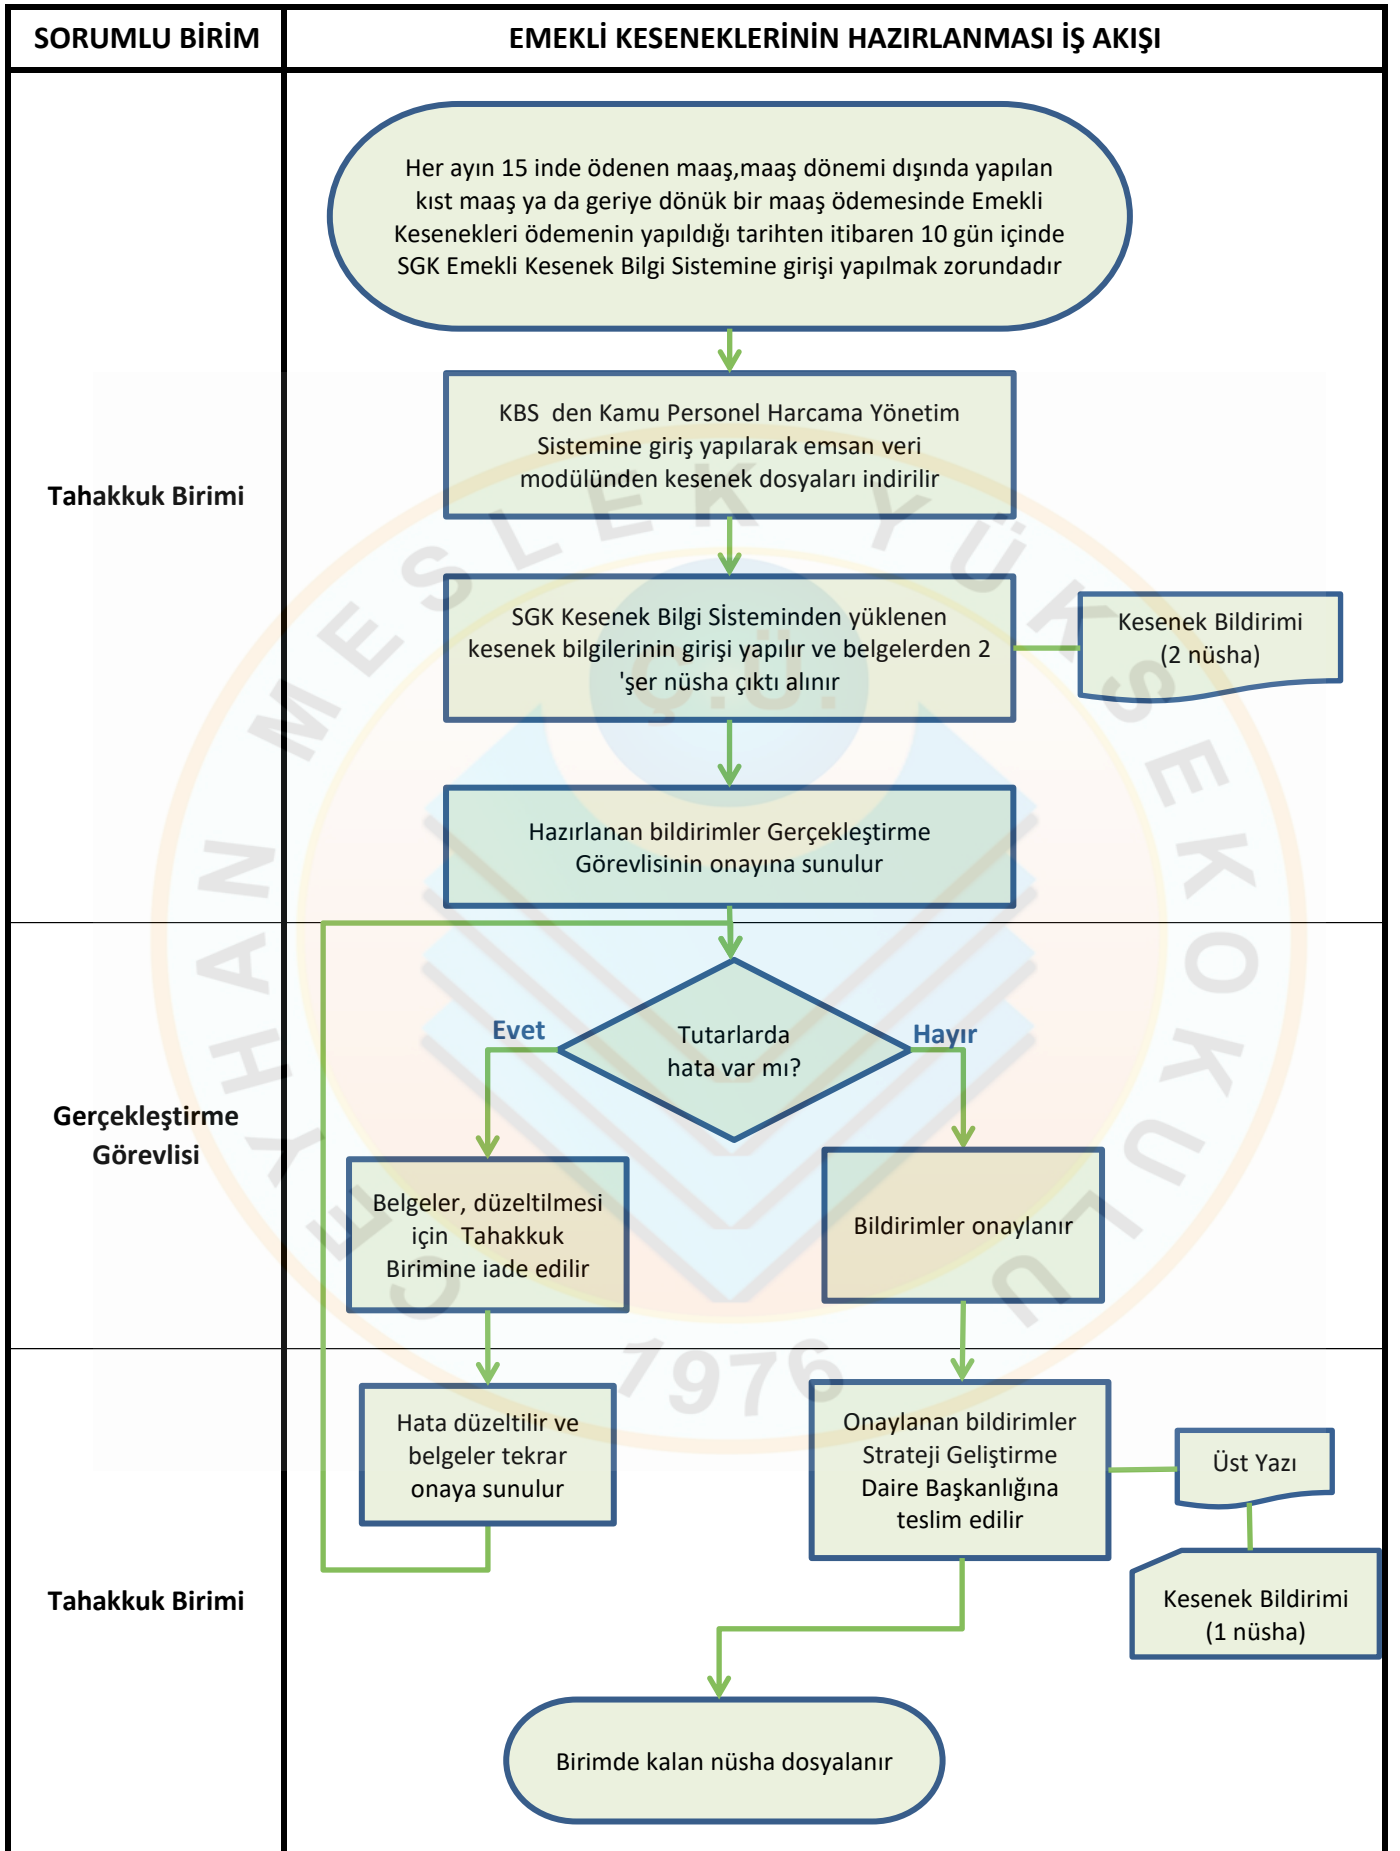 SORUMLU BİRİM
EMEKLİ KESENEKLERİNİN HAZIRLANMASI İŞ AKIŞI
Her ayın 15 inde ödenen maaş,maaş dönemi dışında yapılan
kıst maaş ya da geriye dönük bir maaş ödemesinde Emekli
Kesenekleri ödemenin yapıldığı tarihten itibaren 10 gün içinde
SGK Emekli Kesenek Bilgi Sistemine girişi yapılmak zorundadır
Tahakkuk Birimi
KBS  den Kamu Personel Harcama Yönetim
Sistemine giriş yapılarak emsan veri
modülünden kesenek dosyaları indirilir
SGK Kesenek Bilgi Sİsteminden yüklenen
kesenek bilgilerinin girişi yapılır ve belgelerden 2
'şer nüsha çıktı alınır
Kesenek Bildirimi
(2 nüsha)
Hazırlanan bildirimler Gerçekleştirme
Görevlisinin onayına sunulur
Gerçekleştirme
Görevlisi
Tutarlarda
hata var mı?
Evet
Hayır
Belgeler, düzeltilmesi
için  Tahakkuk
Birimine iade edilir
Bildirimler onaylanır
Tahakkuk Birimi
Hata düzeltilir ve
belgeler tekrar
onaya sunulur
Onaylanan bildirimler
Strateji Geliştirme
Daire Başkanlığına
teslim edilir
Üst Yazı
Kesenek Bildirimi
(1 nüsha)
Birimde kalan nüsha dosyalanır
CEYHAN MESLEK YÜKSEKOKULU
Ç.Ü.
1976